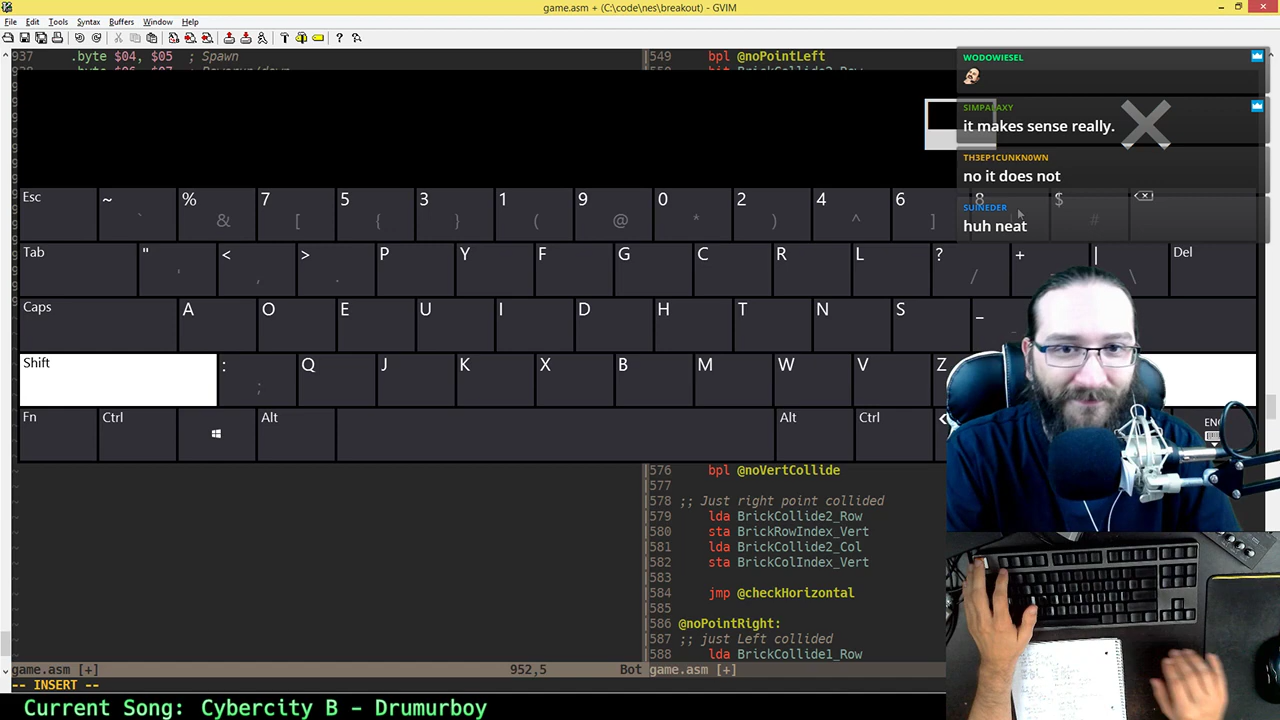 game.asm + (C:\code\nes\breakout) - GVIM
File Edit Tools Syntax Buffers Window Help
937 .byte $04, $05 ; Spawn
549 bpl @noPointLeft
WODOWIESEL
SIMPALAXY
it makes sense really.
TH3EP1CUNKN0WN
no it does not
SUINEDER
huh neat
Esc ~ ` % & 7 [ 5 { 3 } 1 ( 9 @ 0 * 2 ) 4 ^ 6 ] 8 $ #
Tab " ' < , > . P Y F G C R L ? / + | \ Del
Caps A O E U I D H T N S _
Shift : ; Q J K X B M W V Z
Fn Ctrl Alt Alt Ctrl < ENG
576 bpl @noVertCollide
577
578 ;; Just right point collided
579 lda BrickCollide2_Row
580 sta BrickRowIndex_Vert
581 lda BrickCollide2_Col
582 sta BrickColIndex_Vert
583
584 jmp @checkHorizontal
585
586 @noPointRight:
587 ;; just Left collided
588 lda BrickCollide1_Row
game.asm [+] 952,5 Bot game.asm [+]
-- INSERT --
Current Song: Cybercity B - Drumurboy